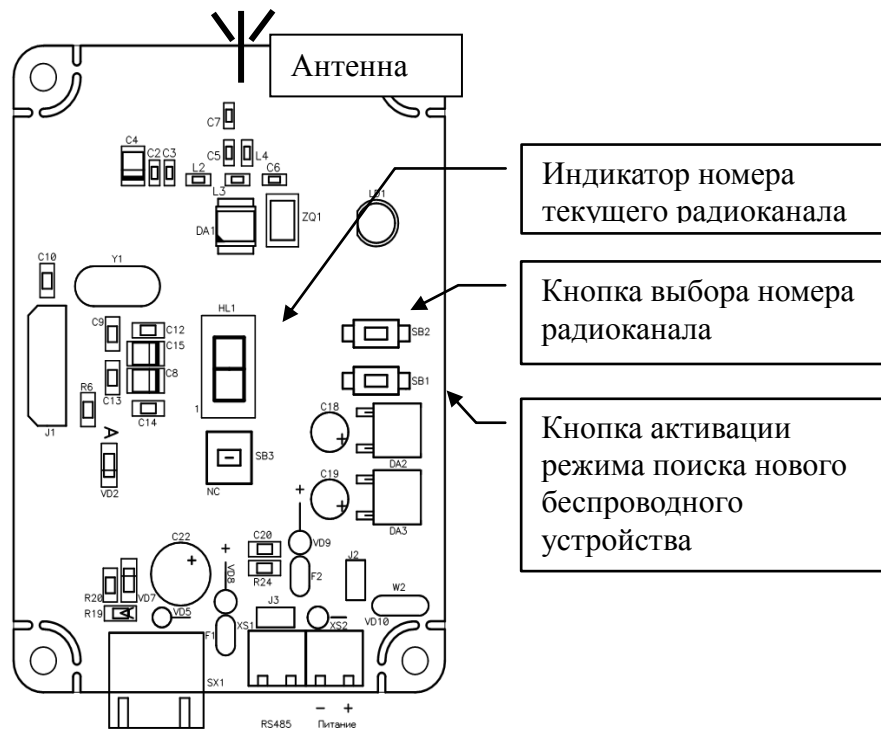 Антенна
C7
C4
C2
C3
C5
L4
L2
C6
L3
DA1
ZQ1
LD1
Индикатор номера
текущего радиоканала
C10
Y1
Кнопка выбора номера
радиоканала
HL1
C9
C12
C15
SB2
C8
SB1
C13
R6
1
C14
C18
J1
A
SB3
DA2
Кнопка активации
режима поиска нового
беспроводного
устройства
VD2
NC
C19
+
+
+
DA3
C22
+
+
C20
VD9
J2
VD8
R24
F2
W2
R20
VD7
J3
R19
VD5
F1
XS1
XS2
VD10
SX1
− +
RS485
Питание